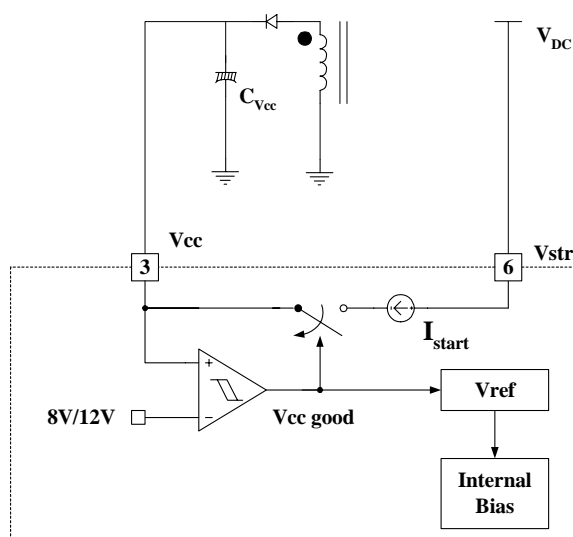 V_DC
C_Vcc
Vcc
Vstr
3
6
I_start
+
−
8V/12V
Vcc good
Vref
Internal
Bias